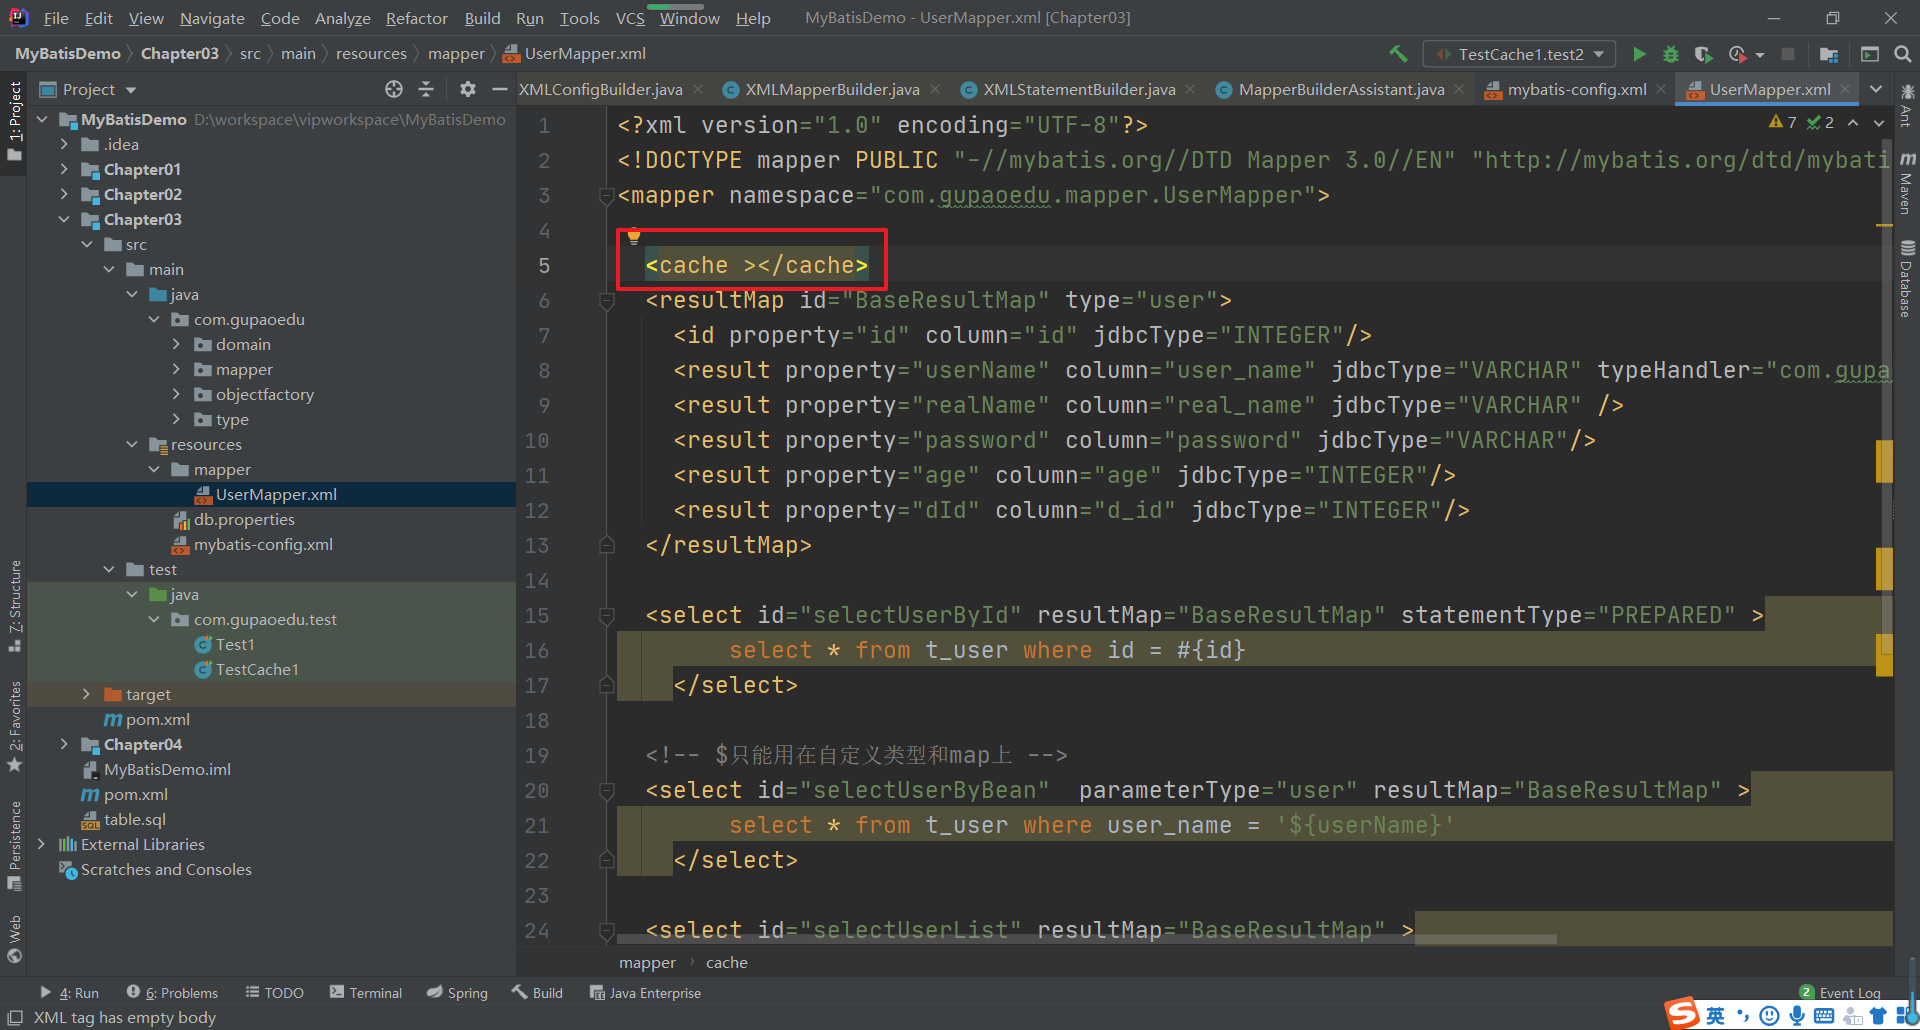 File Edit View Navigate Code Analyze Refactor Build Run Tools VCS Window Help MyBatisDemo - UserMapper.xml [Chapter03]
MyBatisDemo Chapter03 src main resources mapper UserMapper.xml TestCache1.test2
Project
XMLConfigBuilder.java XMLMapperBuilder.java XMLStatementBuilder.java MapperBuilderAssistant.java mybatis-config.xml UserMapper.xml
1: Project
7: Structure
2: Favorites
Persistence
Web
MyBatisDemo D:\workspace\vipworkspace\MyBatisDemo
.idea
Chapter01
Chapter02
Chapter03
src
main
java
com.gupaoedu
domain
mapper
objectfactory
type
resources
mapper
UserMapper.xml
db.properties
mybatis-config.xml
test
java
com.gupaoedu.test
Test1
TestCache1
target
pom.xml
Chapter04
MyBatisDemo.iml
pom.xml
table.sql
External Libraries
Scratches and Consoles
7 2
1 <?xml version="1.0" encoding="UTF-8"?>
2 <!DOCTYPE mapper PUBLIC "-//mybatis.org//DTD Mapper 3.0//EN" "http://mybatis.org/dtd/mybati
3 <mapper namespace="com.gupaoedu.mapper.UserMapper">
4
5 <cache ></cache>
6 <resultMap id="BaseResultMap" type="user">
7 <id property="id" column="id" jdbcType="INTEGER"/>
8 <result property="userName" column="user_name" jdbcType="VARCHAR" typeHandler="com.gupa
9 <result property="realName" column="real_name" jdbcType="VARCHAR" />
10 <result property="password" column="password" jdbcType="VARCHAR"/>
11 <result property="age" column="age" jdbcType="INTEGER"/>
12 <result property="dId" column="d_id" jdbcType="INTEGER"/>
13 </resultMap>
14
15 <select id="selectUserById" resultMap="BaseResultMap" statementType="PREPARED" >
16 select * from t_user where id = #{id}
17 </select>
18
19 <!-- $只能用在自定义类型和map上 -->
20 <select id="selectUserByBean" parameterType="user" resultMap="BaseResultMap" >
21 select * from t_user where user_name = '${userName}'
22 </select>
23
24 <select id="selectUserList" resultMap="BaseResultMap" >
mapper cache
Ant
Maven
Database
4: Run 6: Problems TODO Terminal Spring Build Java Enterprise 2 Event Log
XML tag has empty body
英